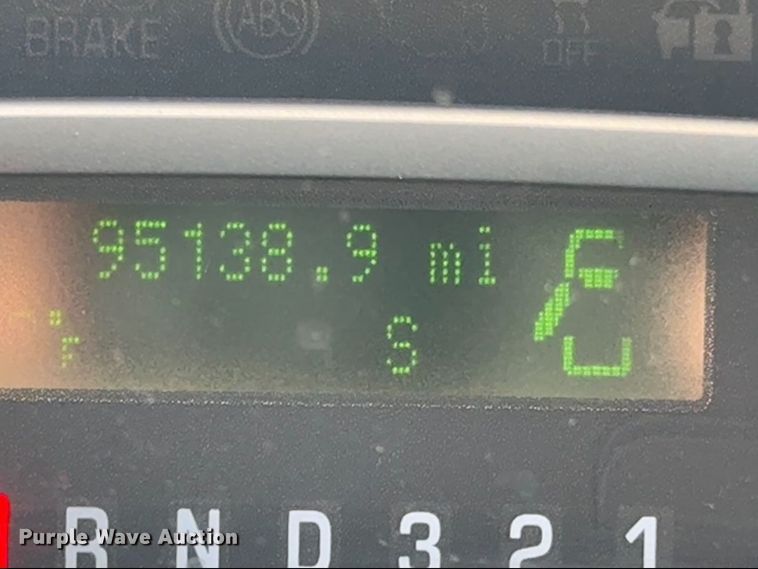 BRAKE ABS OFF
95138.9 mi
°F S
R N D 3 2 1
Purple Wave Auction